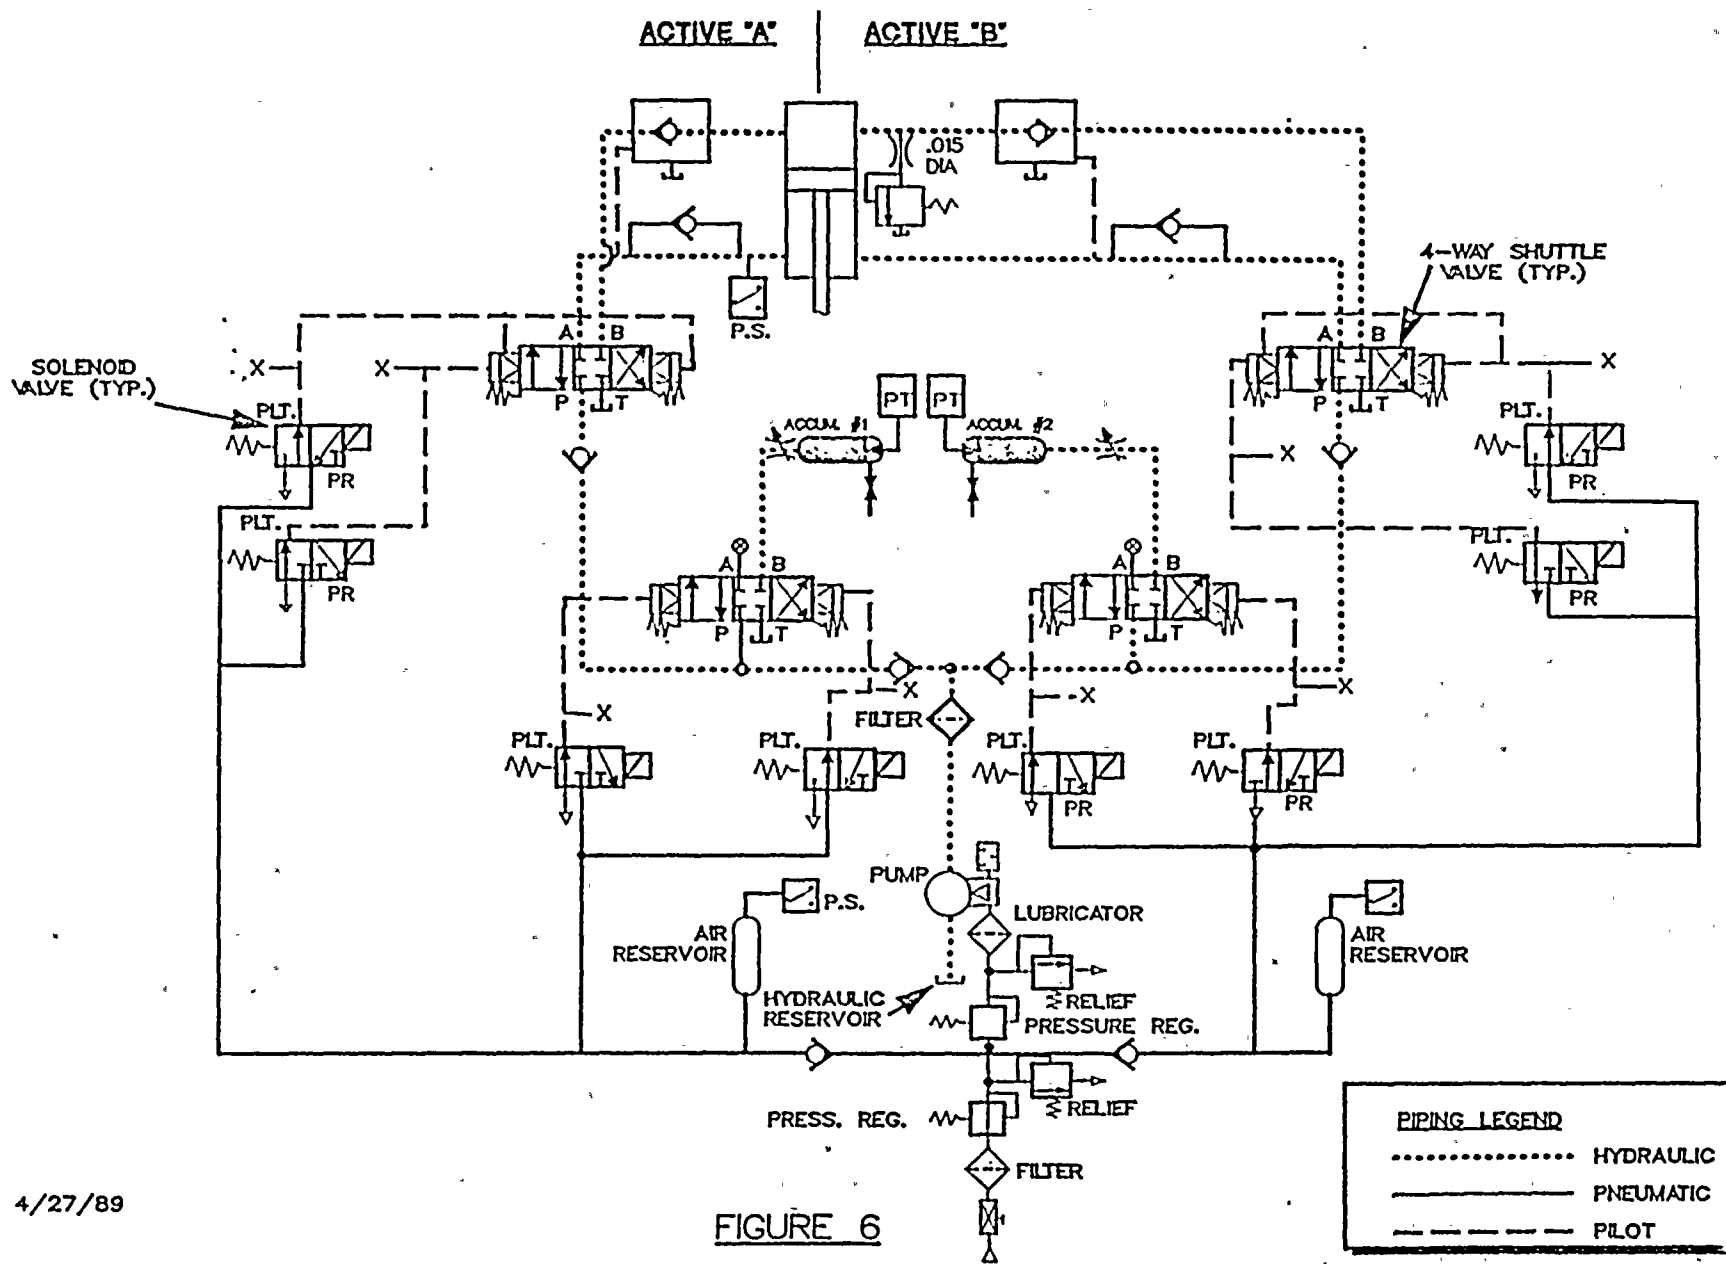 ACTIVE "A"
ACTIVE "B"
.015
DIA
P.S.
4-WAY SHUTTLE
VALVE (TYP.)
A B
P T
A B
P T
X
X
X
X
SOLENOID
VALVE (TYP.)
PLT.
PR
PLT.
PR
PT
PT
ACCUM. #1
ACCUM. #2
PLT.
PR
PLT.
PR
A B
P T
A B
P T
X
X
X
X
FILTER
PLT.
PLT.
PLT.
PR
PLT.
PR
PUMP
LUBRICATOR
P.S.
AIR
RESERVOIR
AIR
RESERVOIR
HYDRAULIC
RESERVOIR
RELIEF
PRESSURE REG.
RELIEF
PRESS. REG.
FILTER
PIPING LEGEND
HYDRAULIC
PNEUMATIC
PILOT
4/27/89
FIGURE 6